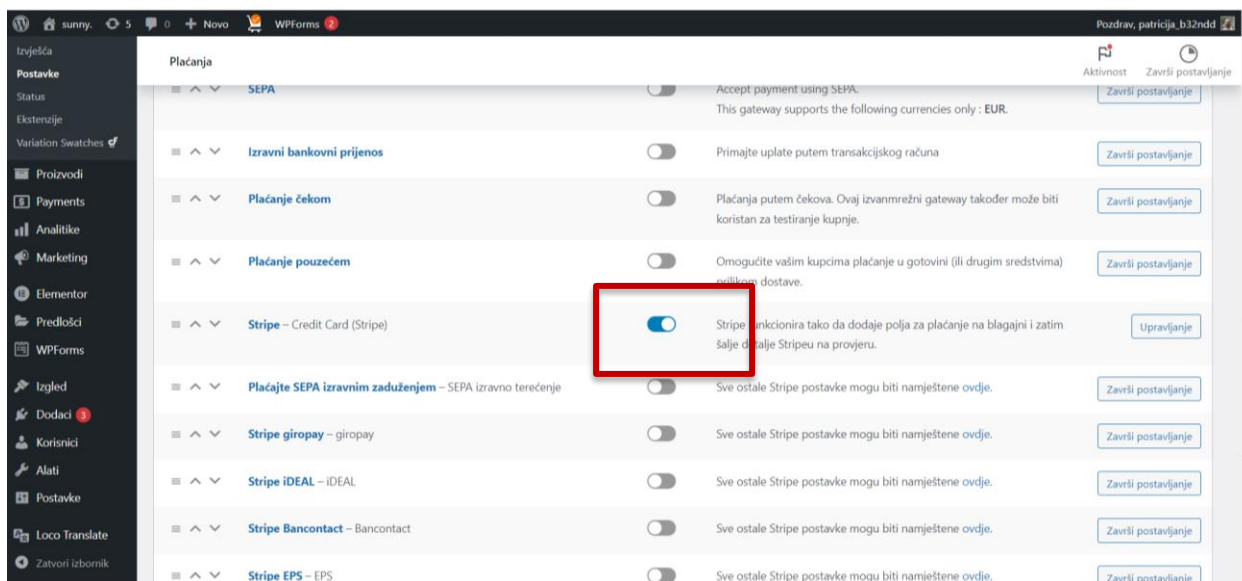 sunny. 5 0 + Novo WPForms 2 Pozdrav, patricija_b32ndd
Izvješća
Postavke
Status
Ekstenzije
Variation Swatches
Proizvodi
Payments
Analitike
Marketing
Elementor
Predlošci
WPForms
Izgled
Dodaci 3
Korisnici
Alati
Postavke
Loco Translate
Zatvori izbornik
Plaćanja
Aktivnost Završi postavljanje
SEPA Accept payment using SEPA. Završi postavljanje
This gateway supports the following currencies only : EUR.
Izravni bankovni prijenos Primajte uplate putem transakcijskog računa Završi postavljanje
Plaćanje čekom Plaćanja putem čekova. Ovaj izvanmrežni gateway također može biti Završi postavljanje
koristan za testiranje kupnje.
Plaćanje pouzećem Omogućite vašim kupcima plaćanje u gotovini (ili drugim sredstvima) Završi postavljanje
prilikom dostave.
Stripe – Credit Card (Stripe) Stripe funkcionira tako da dodaje polja za plaćanje na blagajni i zatim Upravljanje
šalje detalje Stripeu na provjeru.
Plaćajte SEPA izravnim zaduženjem – SEPA izravno terećenje Sve ostale Stripe postavke mogu biti namještene ovdje. Završi postavljanje
Stripe giropay – giropay Sve ostale Stripe postavke mogu biti namještene ovdje. Završi postavljanje
Stripe iDEAL – iDEAL Sve ostale Stripe postavke mogu biti namještene ovdje. Završi postavljanje
Stripe Bancontact – Bancontact Sve ostale Stripe postavke mogu biti namještene ovdje. Završi postavljanje
Stripe EPS – EPS Sve ostale Stripe postavke mogu biti namještene ovdje. Završi postavljanje